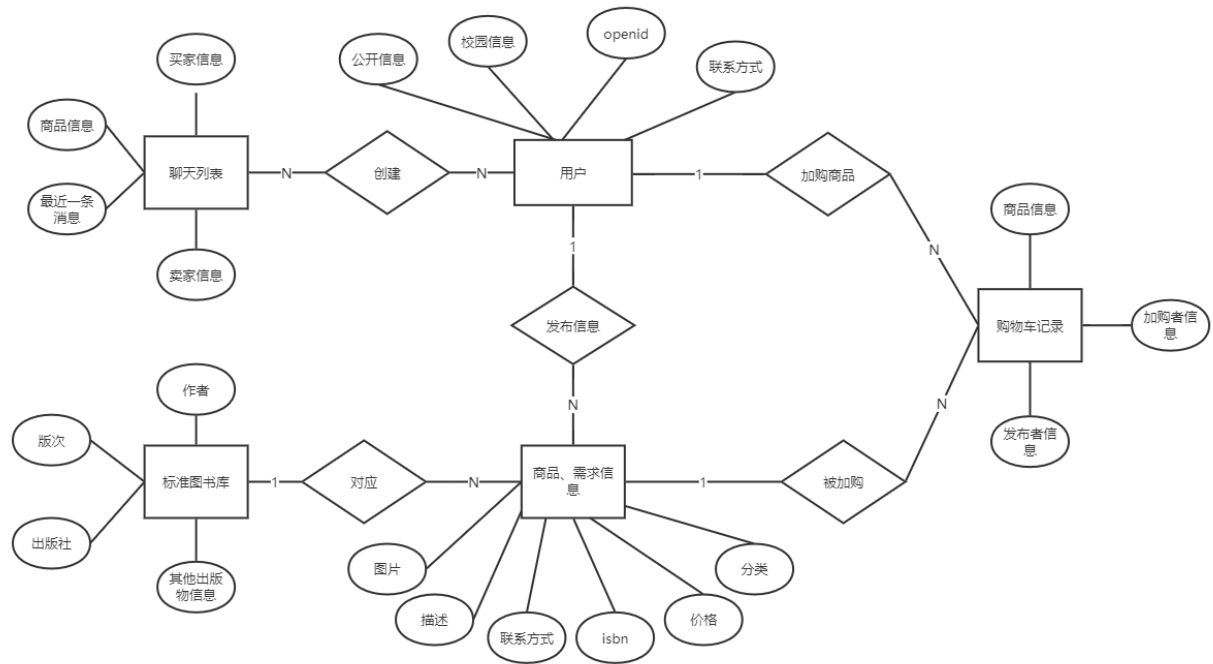 买家信息
公开信息
校园信息
openid
联系方式
商品信息
聊天列表
N
创建
N
用户
1
加购商品
最近一条
消息
卖家信息
商品信息
1
N
发布信息
购物车记录
加购者信
息
作者
N
N
版次
发布者信
息
标准图书库
1
对应
N
商品、需求信
息
1
被加购
出版社
其他出版
物信息
图片
分类
描述
联系方式
isbn
价格